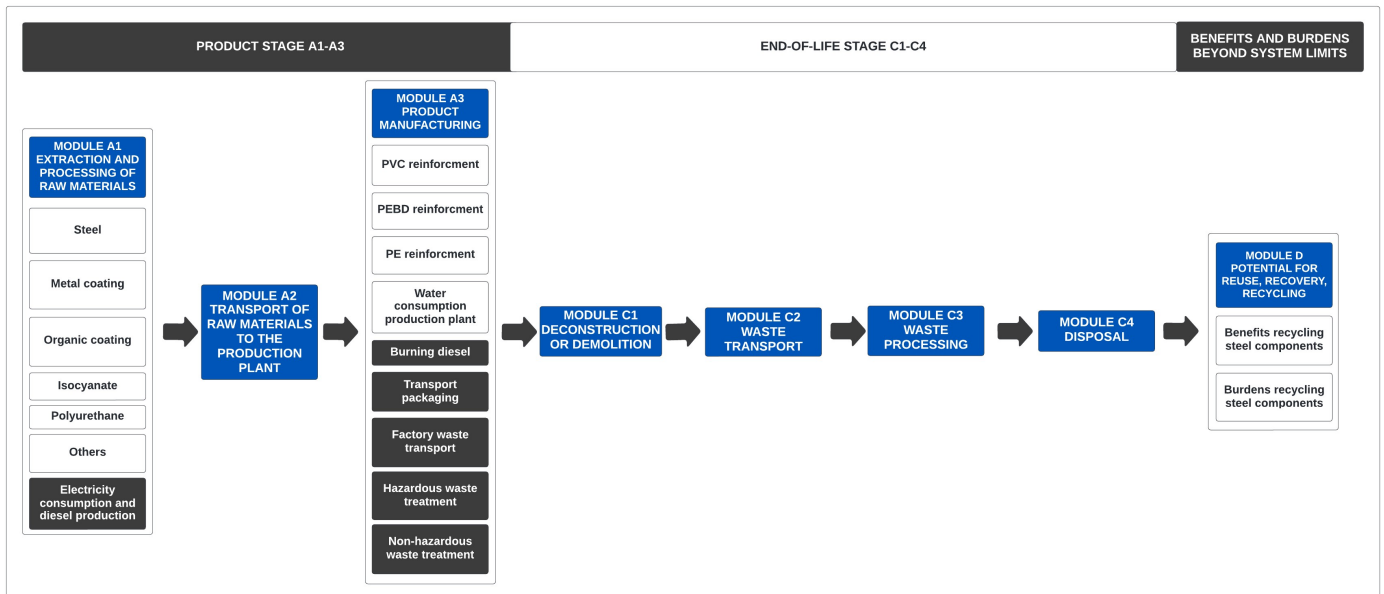 PRODUCT STAGE A1-A3
END-OF-LIFE STAGE C1-C4
BENEFITS AND BURDENS
BEYOND SYSTEM LIMITS
MODULE A1
EXTRACTION AND
PROCESSING OF
RAW MATERIALS
Steel
Metal coating
Organic coating
Isocyanate
Polyurethane
Others
Electricity
consumption and
diesel production
MODULE A2
TRANSPORT OF
RAW MATERIALS
TO THE
PRODUCTION
PLANT
MODULE A3
PRODUCT
MANUFACTURING
PVC reinforcment
PEBD reinforcment
PE reinforcment
Water
consumption
production plant
Burning diesel
Transport
packaging
Factory waste
transport
Hazardous waste
treatment
Non-hazardous
waste treatment
MODULE C1
DECONSTRUCTION
OR DEMOLITION
MODULE C2
WASTE
TRANSPORT
MODULE C3
WASTE
PROCESSING
MODULE C4
DISPOSAL
MODULE D
POTENTIAL FOR
REUSE, RECOVERY,
RECYCLING
Benefits recycling
steel components
Burdens recycling
steel components